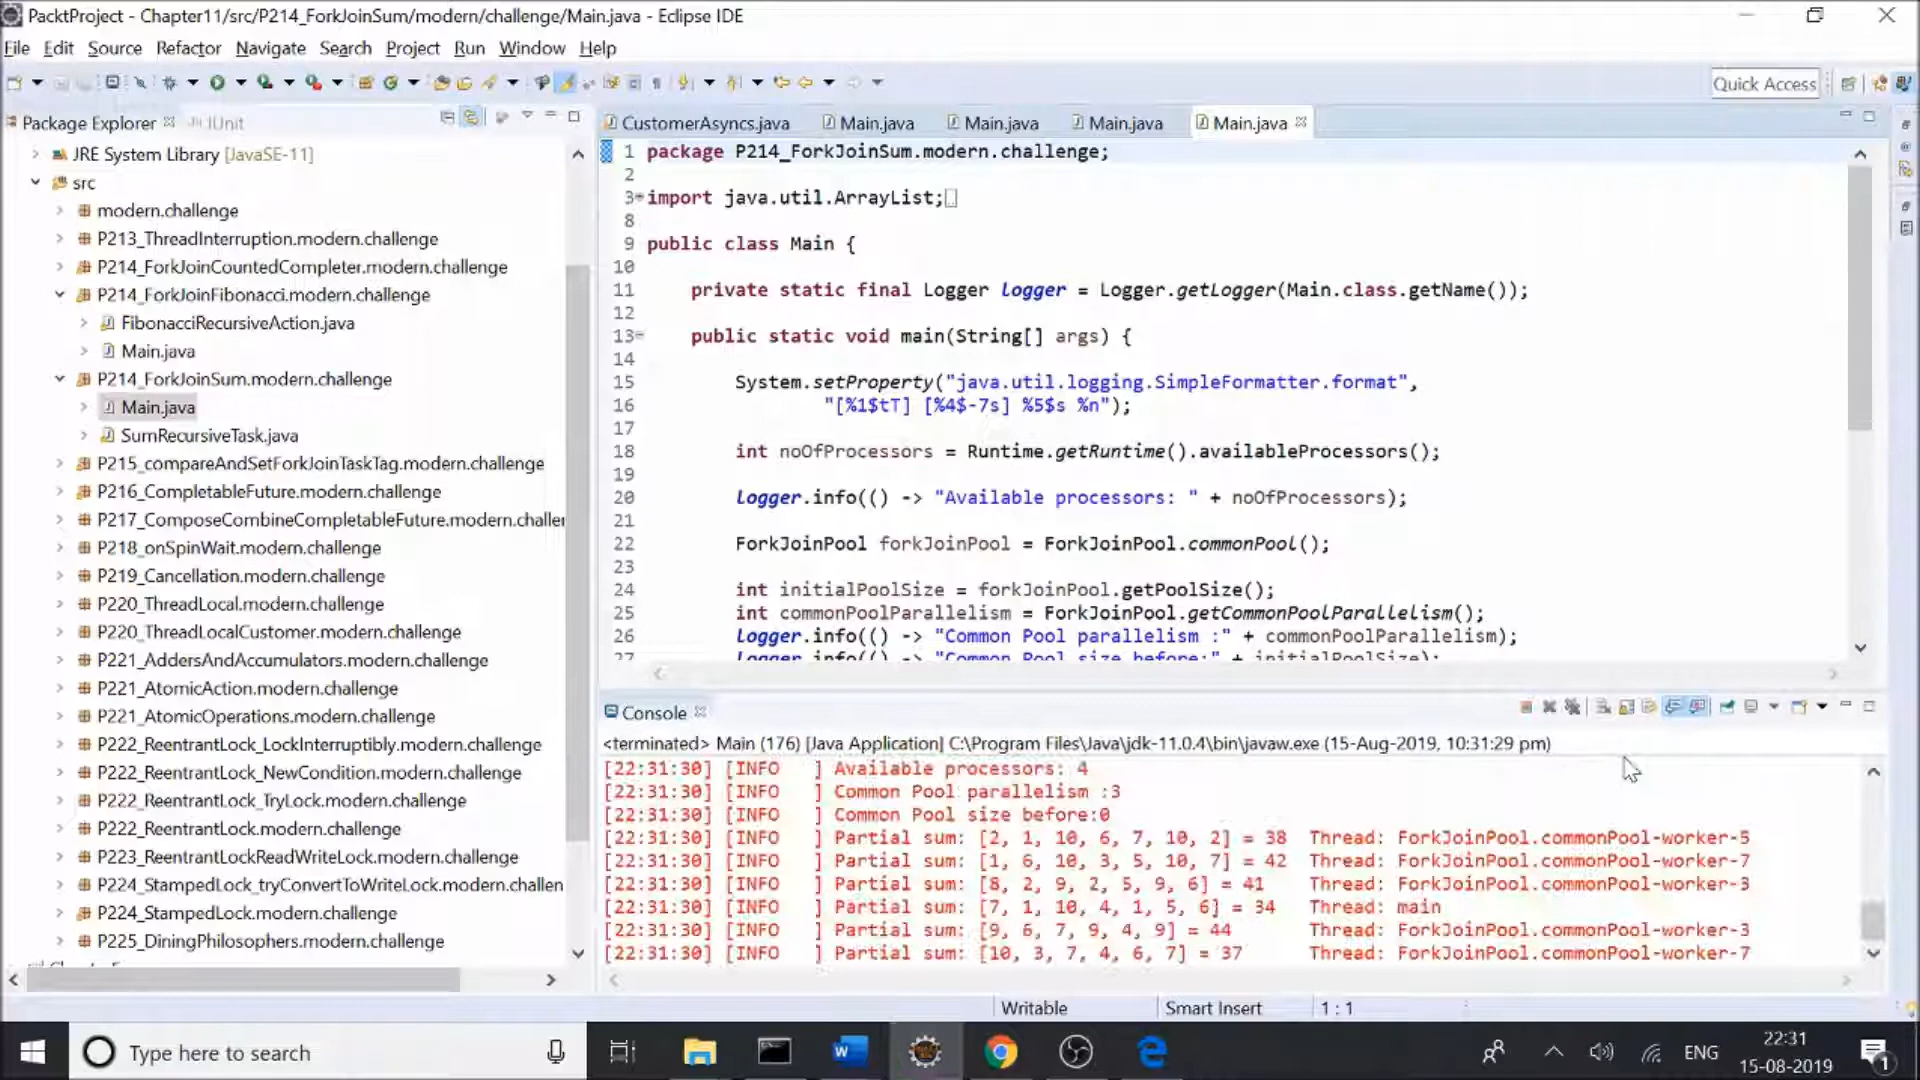 PacktProject - Chapter11/src/P214_ForkJoinSum/modern/challenge/Main.java - Eclipse IDE
File Edit Source Refactor Navigate Search Project Run Window Help
Quick Access
Package Explorer JUnit
JRE System Library [JavaSE-11]
src
modern.challenge
P213_ThreadInterruption.modern.challenge
P214_ForkJoinCountedCompleter.modern.challenge
P214_ForkJoinFibonacci.modern.challenge
FibonacciRecursiveAction.java
Main.java
P214_ForkJoinSum.modern.challenge
Main.java
SumRecursiveTask.java
P215_compareAndSetForkJoinTaskTag.modern.challenge
P216_CompletableFuture.modern.challenge
P217_ComposeCombineCompletableFuture.modern.challer
P218_onSpinWait.modern.challenge
P219_Cancellation.modern.challenge
P220_ThreadLocal.modern.challenge
P220_ThreadLocalCustomer.modern.challenge
P221_AddersAndAccumulators.modern.challenge
P221_AtomicAction.modern.challenge
P221_AtomicOperations.modern.challenge
P222_ReentrantLock_LockInterruptibly.modern.challenge
P222_ReentrantLock_NewCondition.modern.challenge
P222_ReentrantLock_TryLock.modern.challenge
P222_ReentrantLock.modern.challenge
P223_ReentrantLockReadWriteLock.modern.challenge
P224_StampedLock_tryConvertToWriteLock.modern.challen
P224_StampedLock.modern.challenge
P225_DiningPhilosophers.modern.challenge
CustomerAsyncs.java Main.java Main.java Main.java Main.java
1 package P214_ForkJoinSum.modern.challenge;
2
3 import java.util.ArrayList;
8
9 public class Main {
10
11 private static final Logger logger = Logger.getLogger(Main.class.getName());
12
13 public static void main(String[] args) {
14
15 System.setProperty("java.util.logging.SimpleFormatter.format",
16 "[%1$tT] [%4$-7s] %5$s %n");
17
18 int noOfProcessors = Runtime.getRuntime().availableProcessors();
19
20 logger.info(() -> "Available processors: " + noOfProcessors);
21
22 ForkJoinPool forkJoinPool = ForkJoinPool.commonPool();
23
24 int initialPoolSize = forkJoinPool.getPoolSize();
25 int commonPoolParallelism = ForkJoinPool.getCommonPoolParallelism();
26 logger.info(() -> "Common Pool parallelism :" + commonPoolParallelism);
27 logger.info(() -> "Common Pool size before:" + initialPoolSize);
Console
<terminated> Main (176) [Java Application] C:\Program Files\Java\jdk-11.0.4\bin\javaw.exe (15-Aug-2019, 10:31:29 pm)
[22:31:30] [INFO   ] Available processors: 4
[22:31:30] [INFO   ] Common Pool parallelism :3
[22:31:30] [INFO   ] Common Pool size before:0
[22:31:30] [INFO   ] Partial sum: [2, 1, 10, 6, 7, 10, 2] = 38 Thread: ForkJoinPool.commonPool-worker-5
[22:31:30] [INFO   ] Partial sum: [1, 6, 10, 3, 5, 10, 7] = 42 Thread: ForkJoinPool.commonPool-worker-7
[22:31:30] [INFO   ] Partial sum: [8, 2, 9, 2, 5, 9, 6] = 41 Thread: ForkJoinPool.commonPool-worker-3
[22:31:30] [INFO   ] Partial sum: [7, 1, 10, 4, 1, 5, 6] = 34 Thread: main
[22:31:30] [INFO   ] Partial sum: [9, 6, 7, 9, 4, 9] = 44 Thread: ForkJoinPool.commonPool-worker-3
[22:31:30] [INFO   ] Partial sum: [10, 3, 7, 4, 6, 7] = 37 Thread: ForkJoinPool.commonPool-worker-7
Writable Smart Insert 1 : 1
Type here to search
ENG
22:31
15-08-2019
1